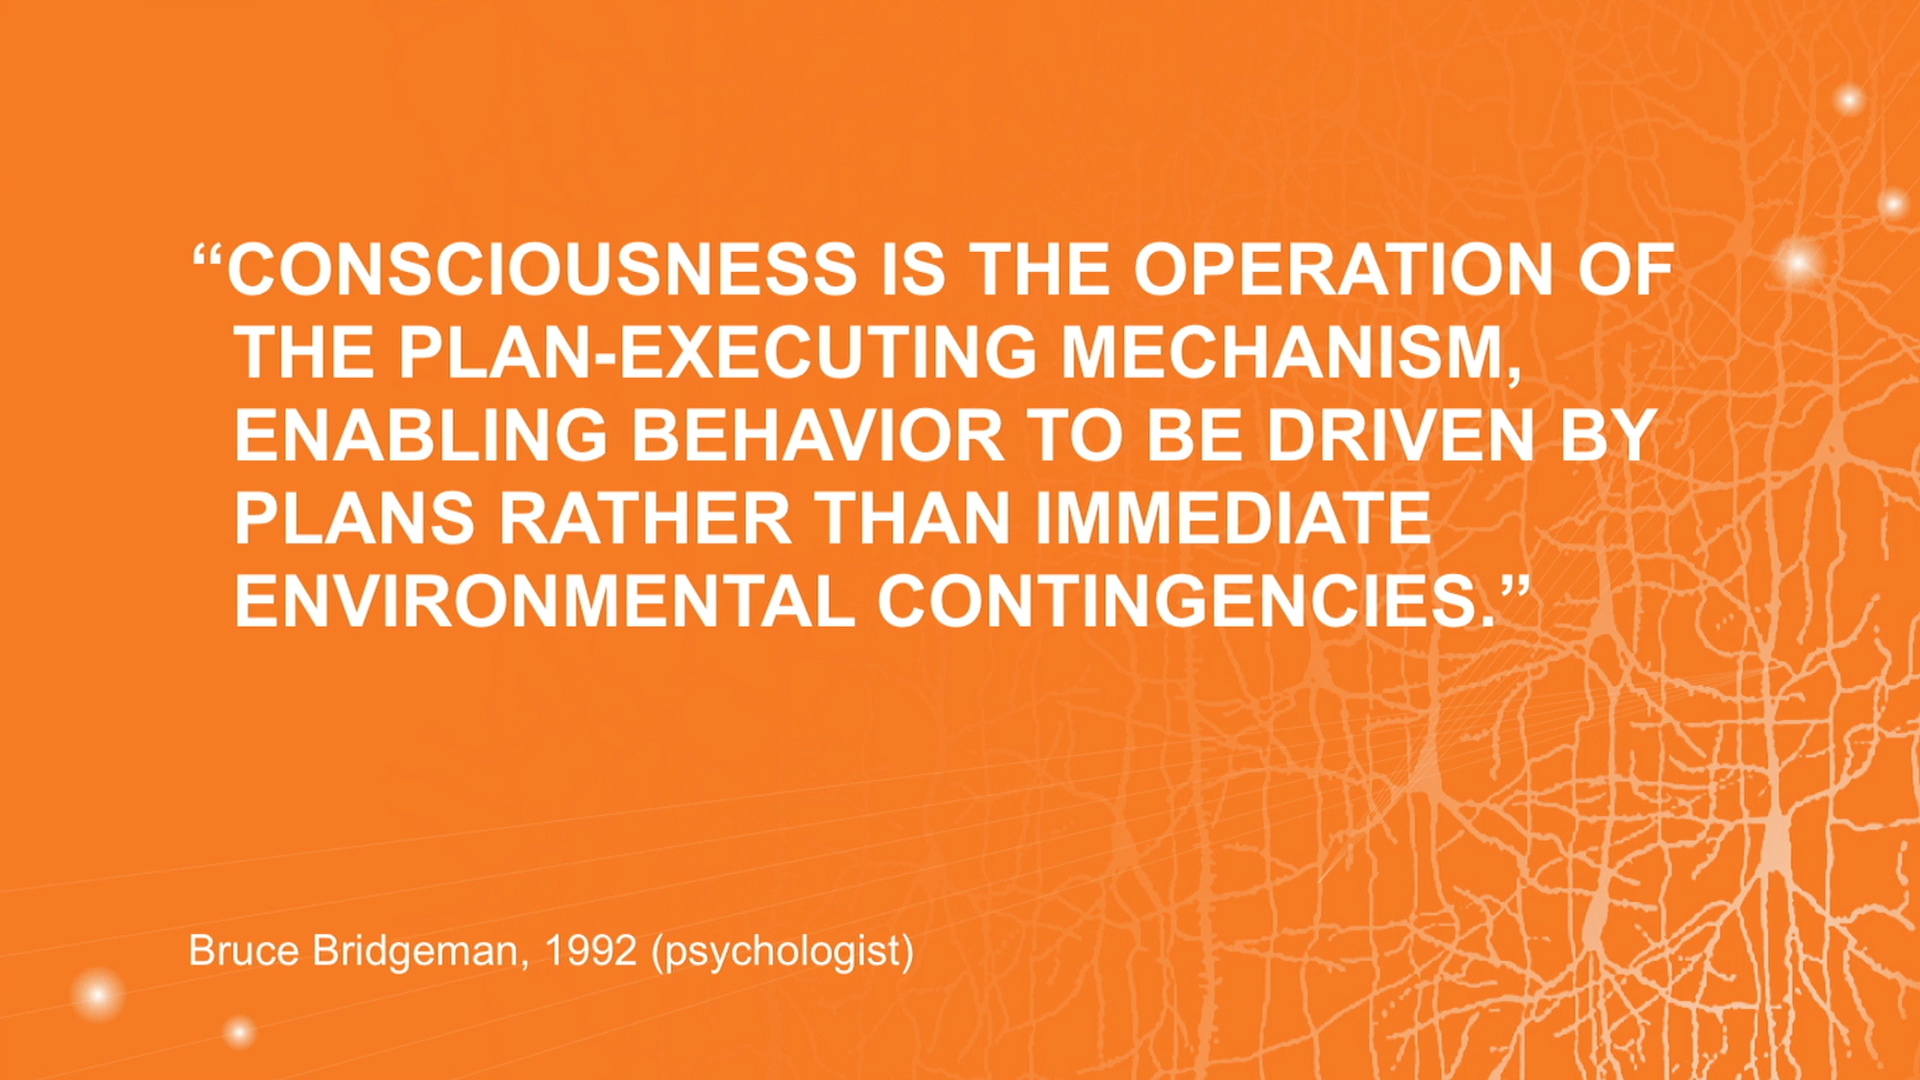 “CONSCIOUSNESS IS THE OPERATION OF
THE PLAN-EXECUTING MECHANISM,
ENABLING BEHAVIOR TO BE DRIVEN BY
PLANS RATHER THAN IMMEDIATE
ENVIRONMENTAL CONTINGENCIES.”
Bruce Bridgeman, 1992 (psychologist)